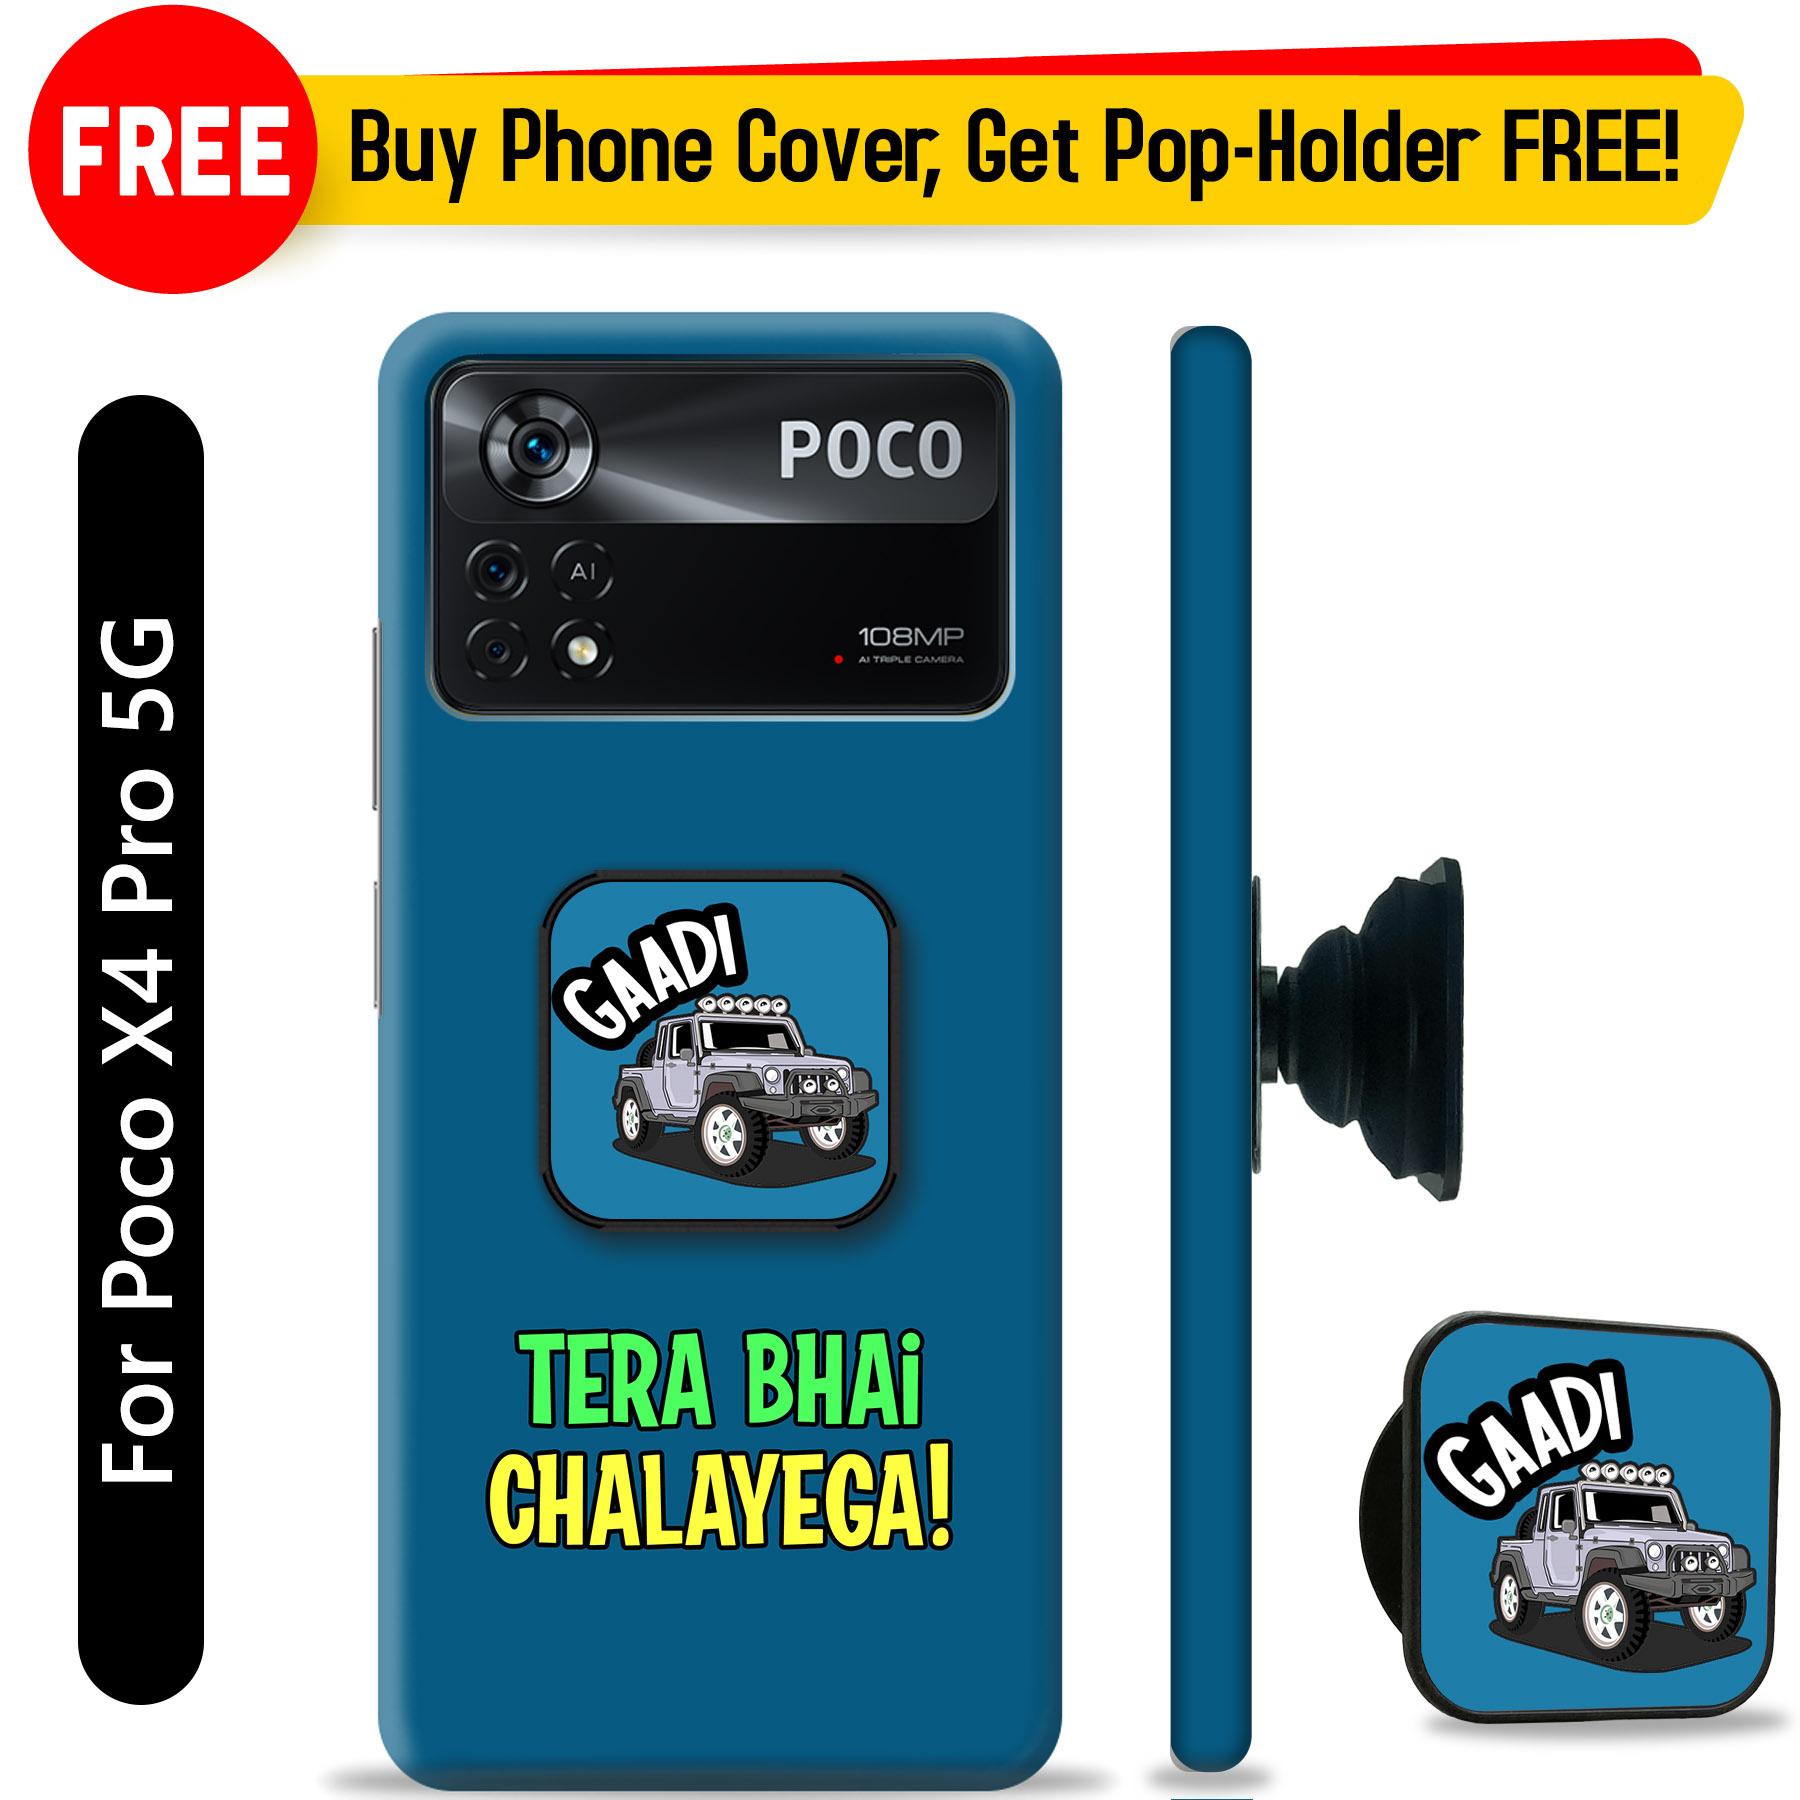 FREE
Buy Phone Cover, Get Pop-Holder FREE!
For Poco X4 Pro 5G
POCO
AI
108MP
AI TRIPLE CAMERA
GAADI
TERA BHAi
CHALAYEGA!
GAADI